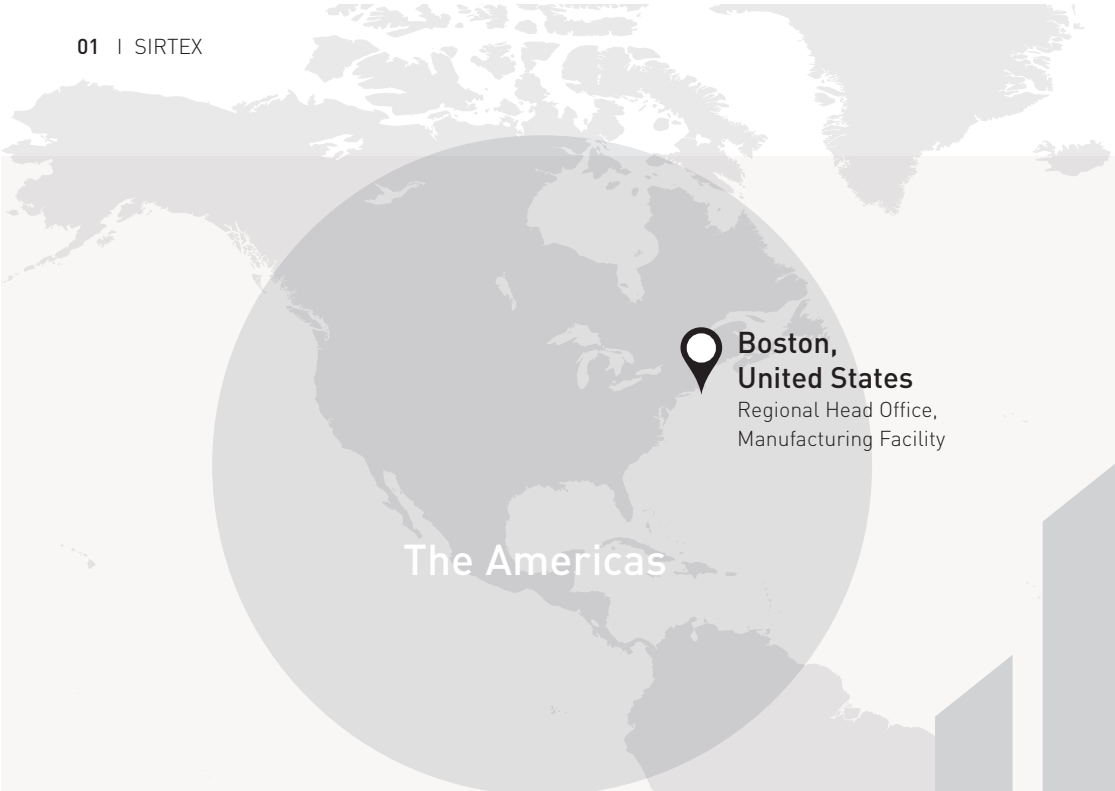 01 I SIRTEX
Boston,
United States
Regional Head Office,
Manufacturing Facility
The Americas